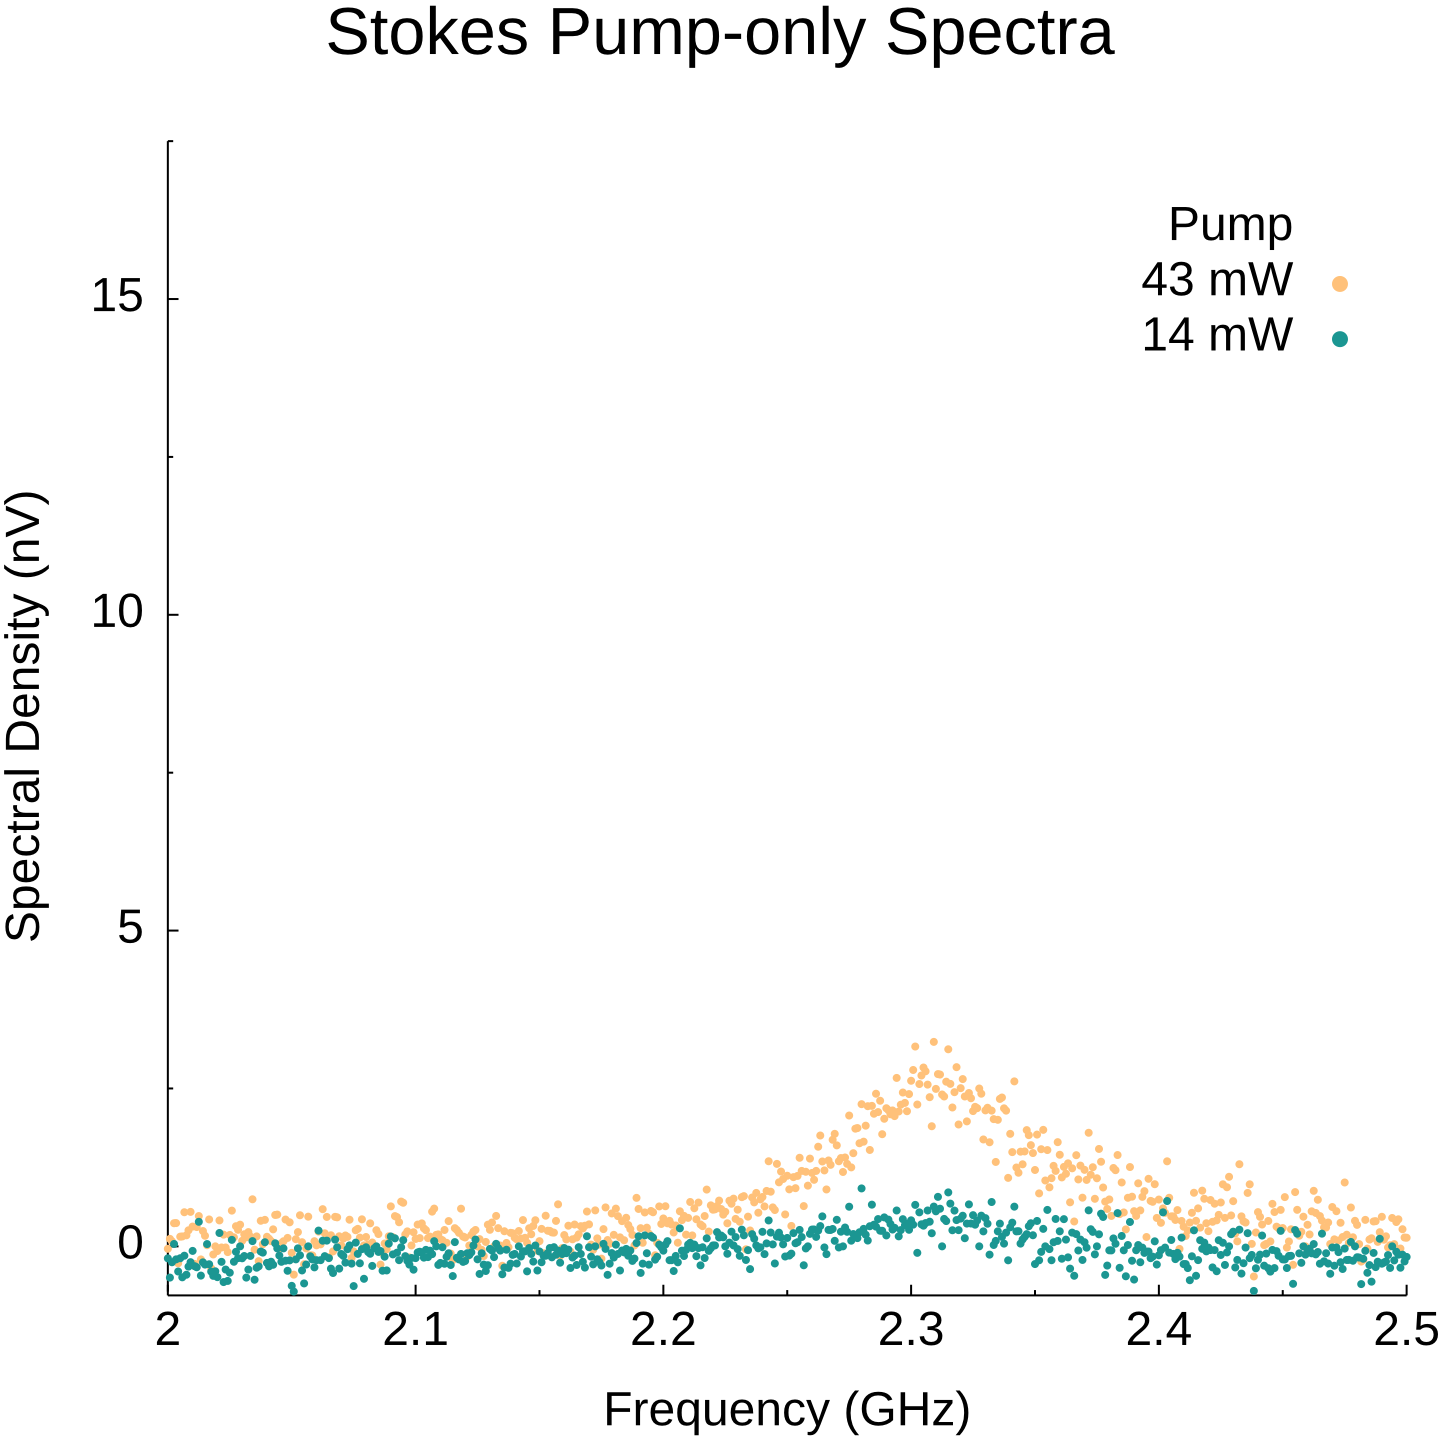 Stokes Pump-only Spectra
Pump
43 mW
14 mW
Spectral Density (nV)
15
10
5
0
2 2.1 2.2 2.3 2.4 2.5
Frequency (GHz)